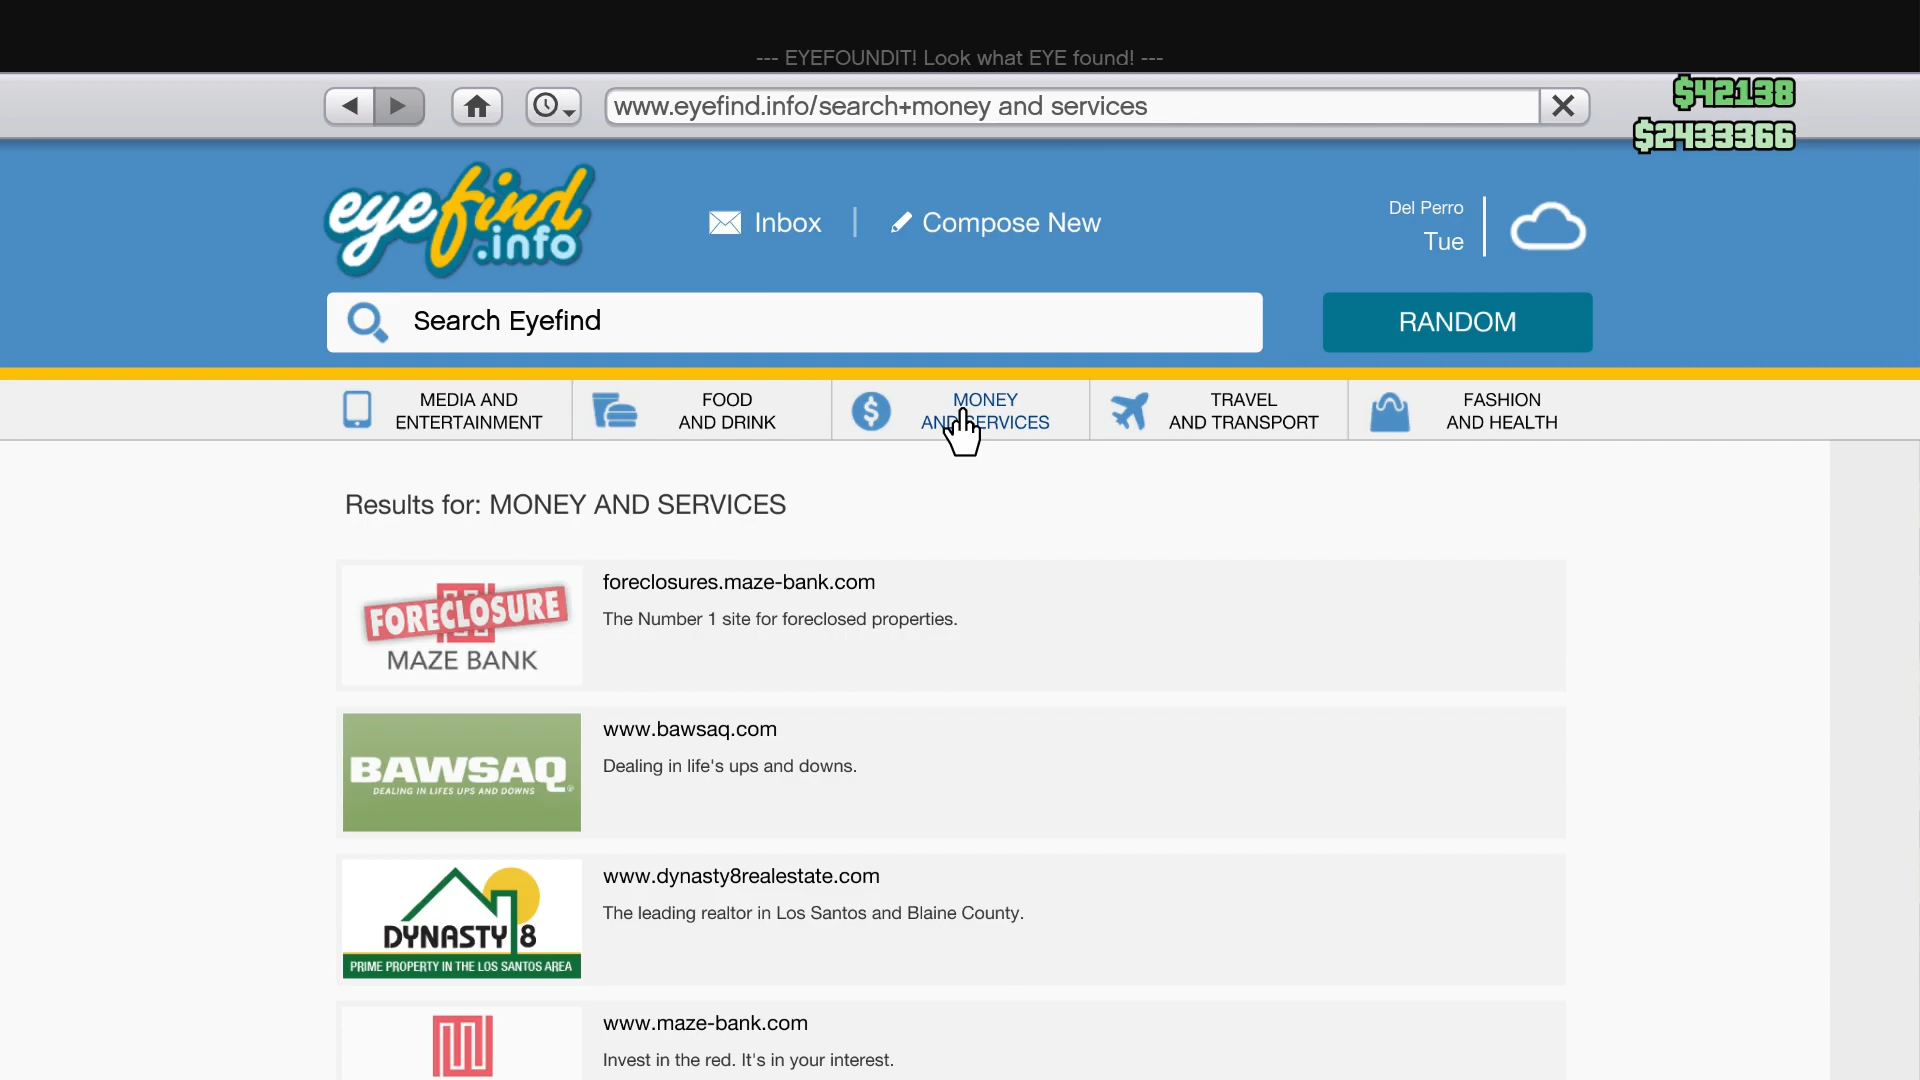 --- EYEFOUNDIT! Look what EYE found! ---
www.eyefind.info/search+money and services
$42138
$2433366
eyefind
.info
Inbox
Compose New
Del Perro
Tue
Search Eyefind
RANDOM
MEDIA AND
ENTERTAINMENT
FOOD
AND DRINK
MONEY
AND SERVICES
TRAVEL
AND TRANSPORT
FASHION
AND HEALTH
Results for: MONEY AND SERVICES
FORECLOSURE
MAZE BANK
foreclosures.maze-bank.com
The Number 1 site for foreclosed properties.
BAWSAQ
DEALING IN LIFES UPS AND DOWNS
www.bawsaq.com
Dealing in life's ups and downs.
DYNASTY 8
PRIME PROPERTY IN THE LOS SANTOS AREA
www.dynasty8realestate.com
The leading realtor in Los Santos and Blaine County.
www.maze-bank.com
Invest in the red. It's in your interest.